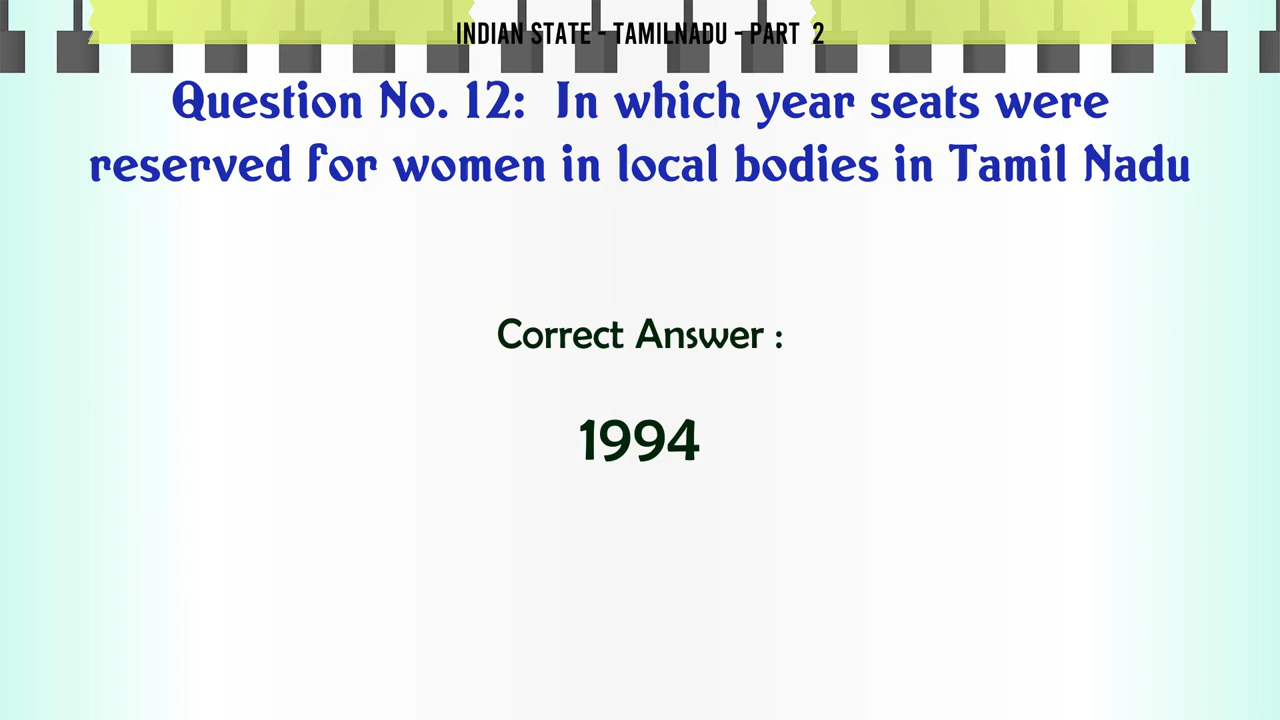 INDIAN STATE - TAMILNADU - PART 2
Question No. 12: In which year seats were
reserved for women in local bodies in Tamil Nadu
Correct Answer :
1994